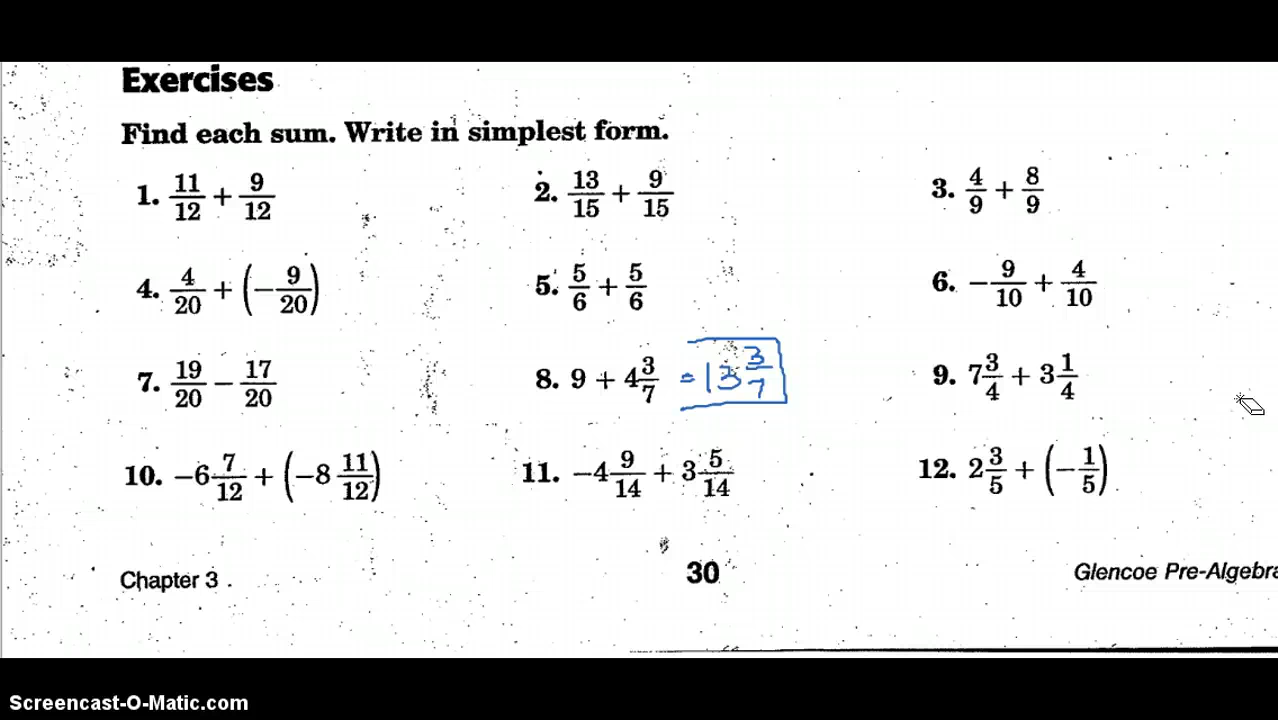 Exercises
Find each sum. Write in simplest form.
1. 11/12 + 9/12 2. 13/15 + 9/15 3. 4/9 + 8/9
4. 4/20 + (−9/20) 5. 5/6 + 5/6 6. −9/10 + 4/10
7. 19/20 − 17/20 8. 9 + 4 3/7 = 13 3/7 9. 7 3/4 + 3 1/4
10. −6 7/12 + (−8 11/12) 11. −4 9/14 + 3 5/14 12. 2 3/5 + (−1/5)
Chapter 3 30 Glencoe Pre-Algebra
Screencast-O-Matic.com